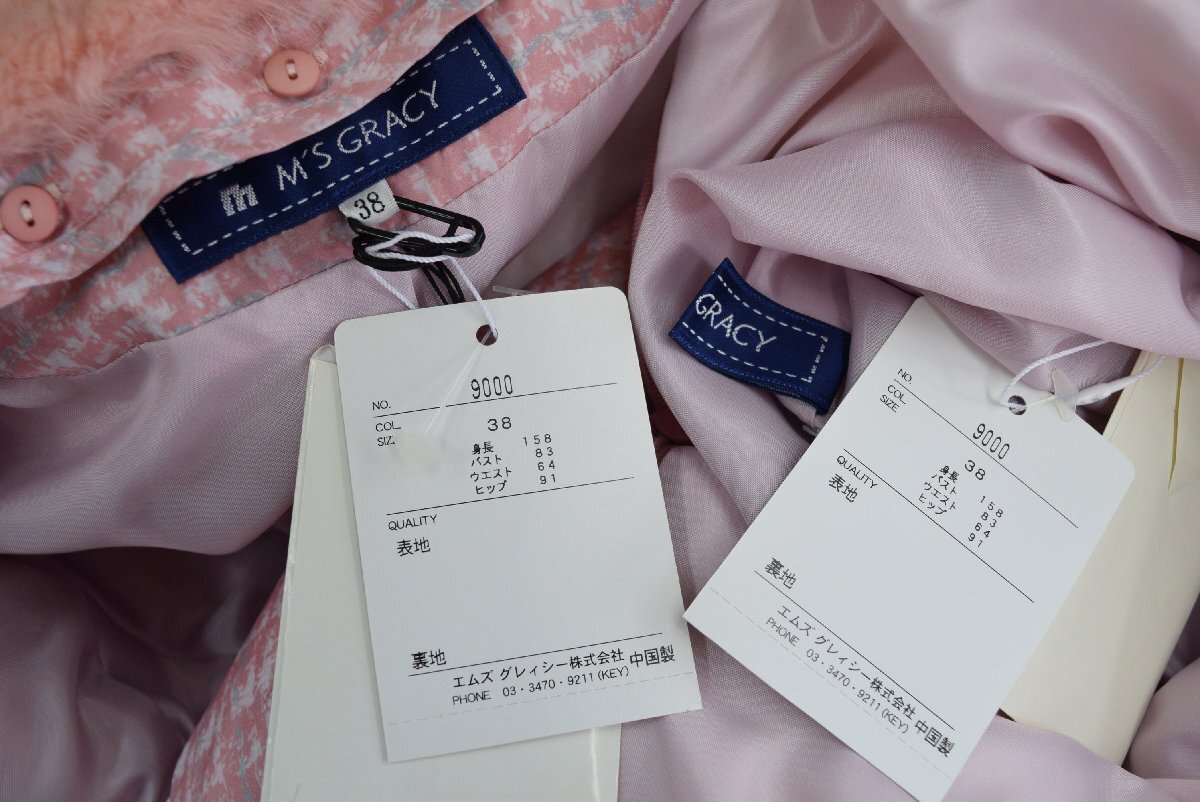 M'S GRACY
38
NO. 9000
COL.
SIZE 38
身長 158
バスト 83
ウエスト 64
ヒップ 91
QUALITY
表地
裏地
エムズ グレィシー株式会社 中国製
PHONE 03・3470・9211 (KEY)
GRACY
NO. 9000
COL.
SIZE 38
身長 158
バスト 83
ウエスト 64
ヒップ 91
QUALITY
表地
裏地
エムズ グレィシー株式会社 中国製
PHONE 03・3470・9211 (KEY)